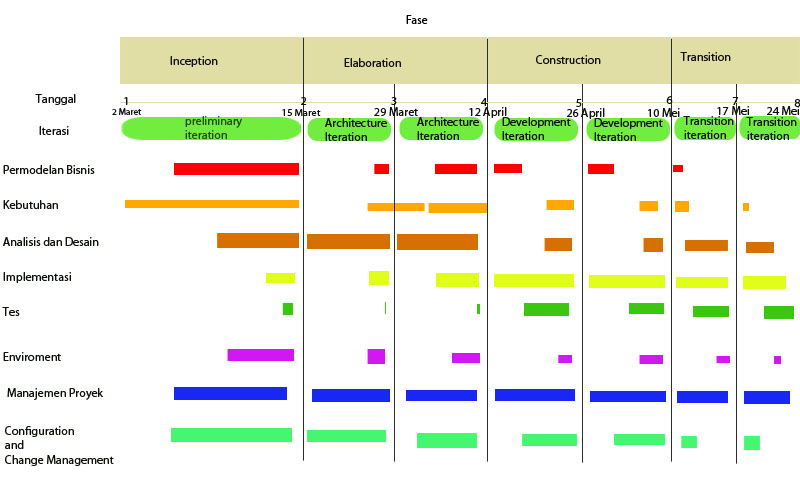 Fase
Inception
Elaboration
Construction
Transition
Tanggal
1
2
3
4
5
6
7
8
2 Maret
15 Maret
29 Maret
12 April
26 April
10 Mei
17 Mei
24 Mei
Iterasi
preliminary
iteration
Architecture
Iteration
Architecture
Iteration
Development
Iteration
Development
Iteration
Transition
iteration
Transition
iteration
Permodelan Bisnis
Kebutuhan
Analisis dan Desain
Implementasi
Tes
Enviroment
Manajemen Proyek
Configuration
and
Change Management